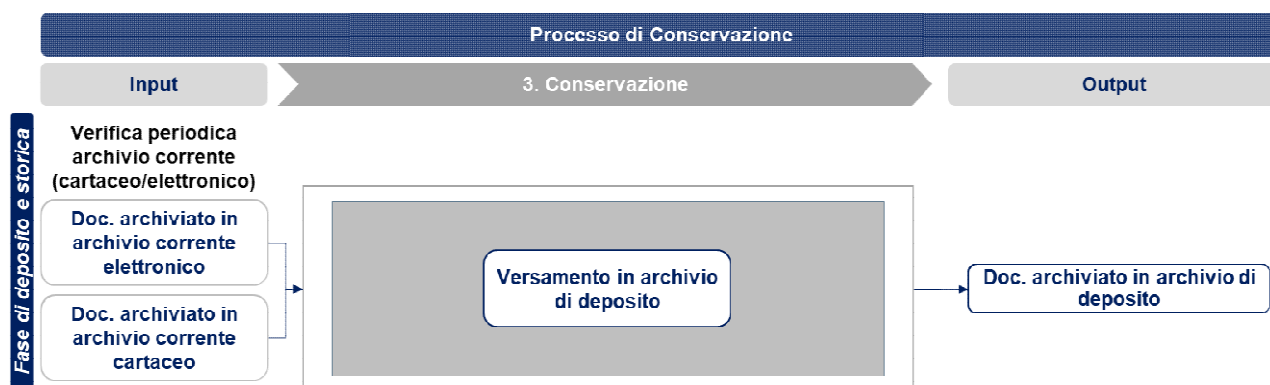 Processo di Conservazione
Input
3. Conservazione
Output
Fase di deposito e storica
Verifica periodica
archivio corrente
(cartaceo/elettronico)
Doc. archiviato in
archivio corrente
elettronico
Doc. archiviato in
archivio corrente
cartaceo
Versamento in archivio
di deposito
Doc. archiviato in archivio di
deposito